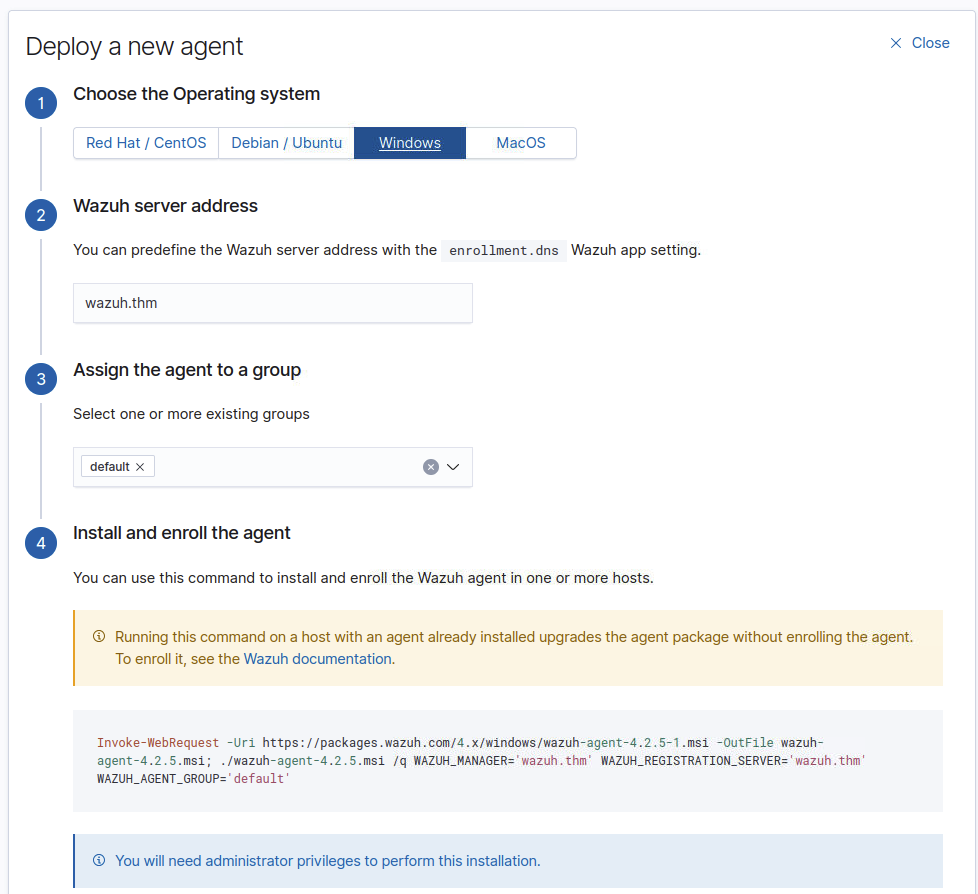 Deploy a new agent
Close
1
Choose the Operating system
Red Hat / CentOS
Debian / Ubuntu
Windows
MacOS
2
Wazuh server address
You can predefine the Wazuh server address with the enrollment.dns Wazuh app setting.
wazuh.thm
3
Assign the agent to a group
Select one or more existing groups
default
4
Install and enroll the agent
You can use this command to install and enroll the Wazuh agent in one or more hosts.
Running this command on a host with an agent already installed upgrades the agent package without enrolling the agent.
To enroll it, see the Wazuh documentation.
Invoke-WebRequest -Uri https://packages.wazuh.com/4.x/windows/wazuh-agent-4.2.5-1.msi -OutFile wazuh-
agent-4.2.5.msi; ./wazuh-agent-4.2.5.msi /q WAZUH_MANAGER='wazuh.thm' WAZUH_REGISTRATION_SERVER='wazuh.thm'
WAZUH_AGENT_GROUP='default'
You will need administrator privileges to perform this installation.